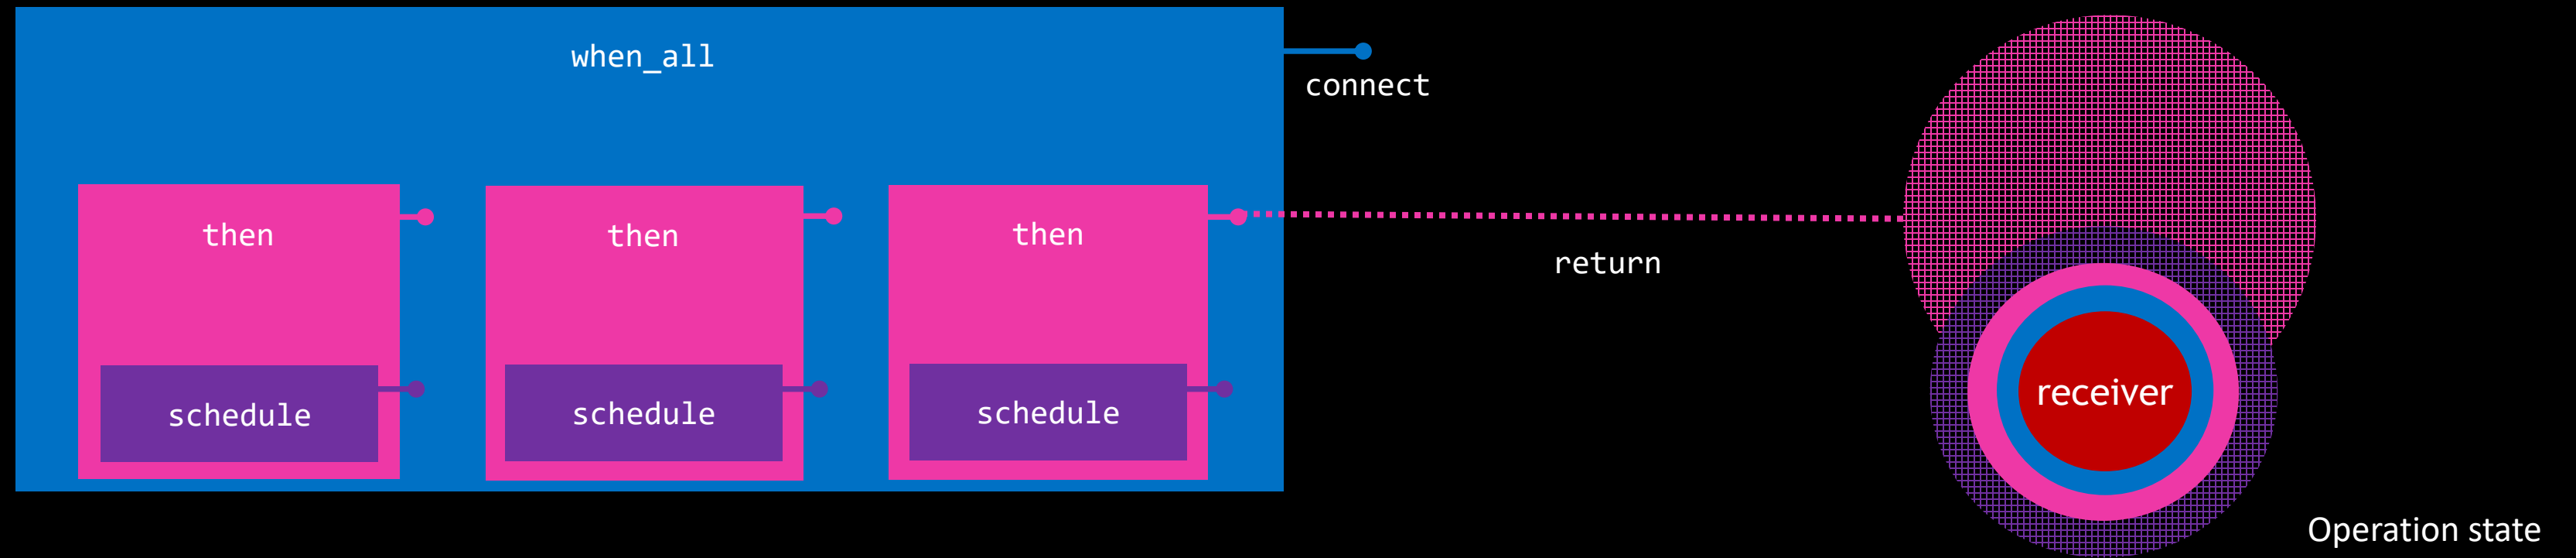 when_all
connect
then
then
then
return
schedule
schedule
schedule
receiver
Operation state